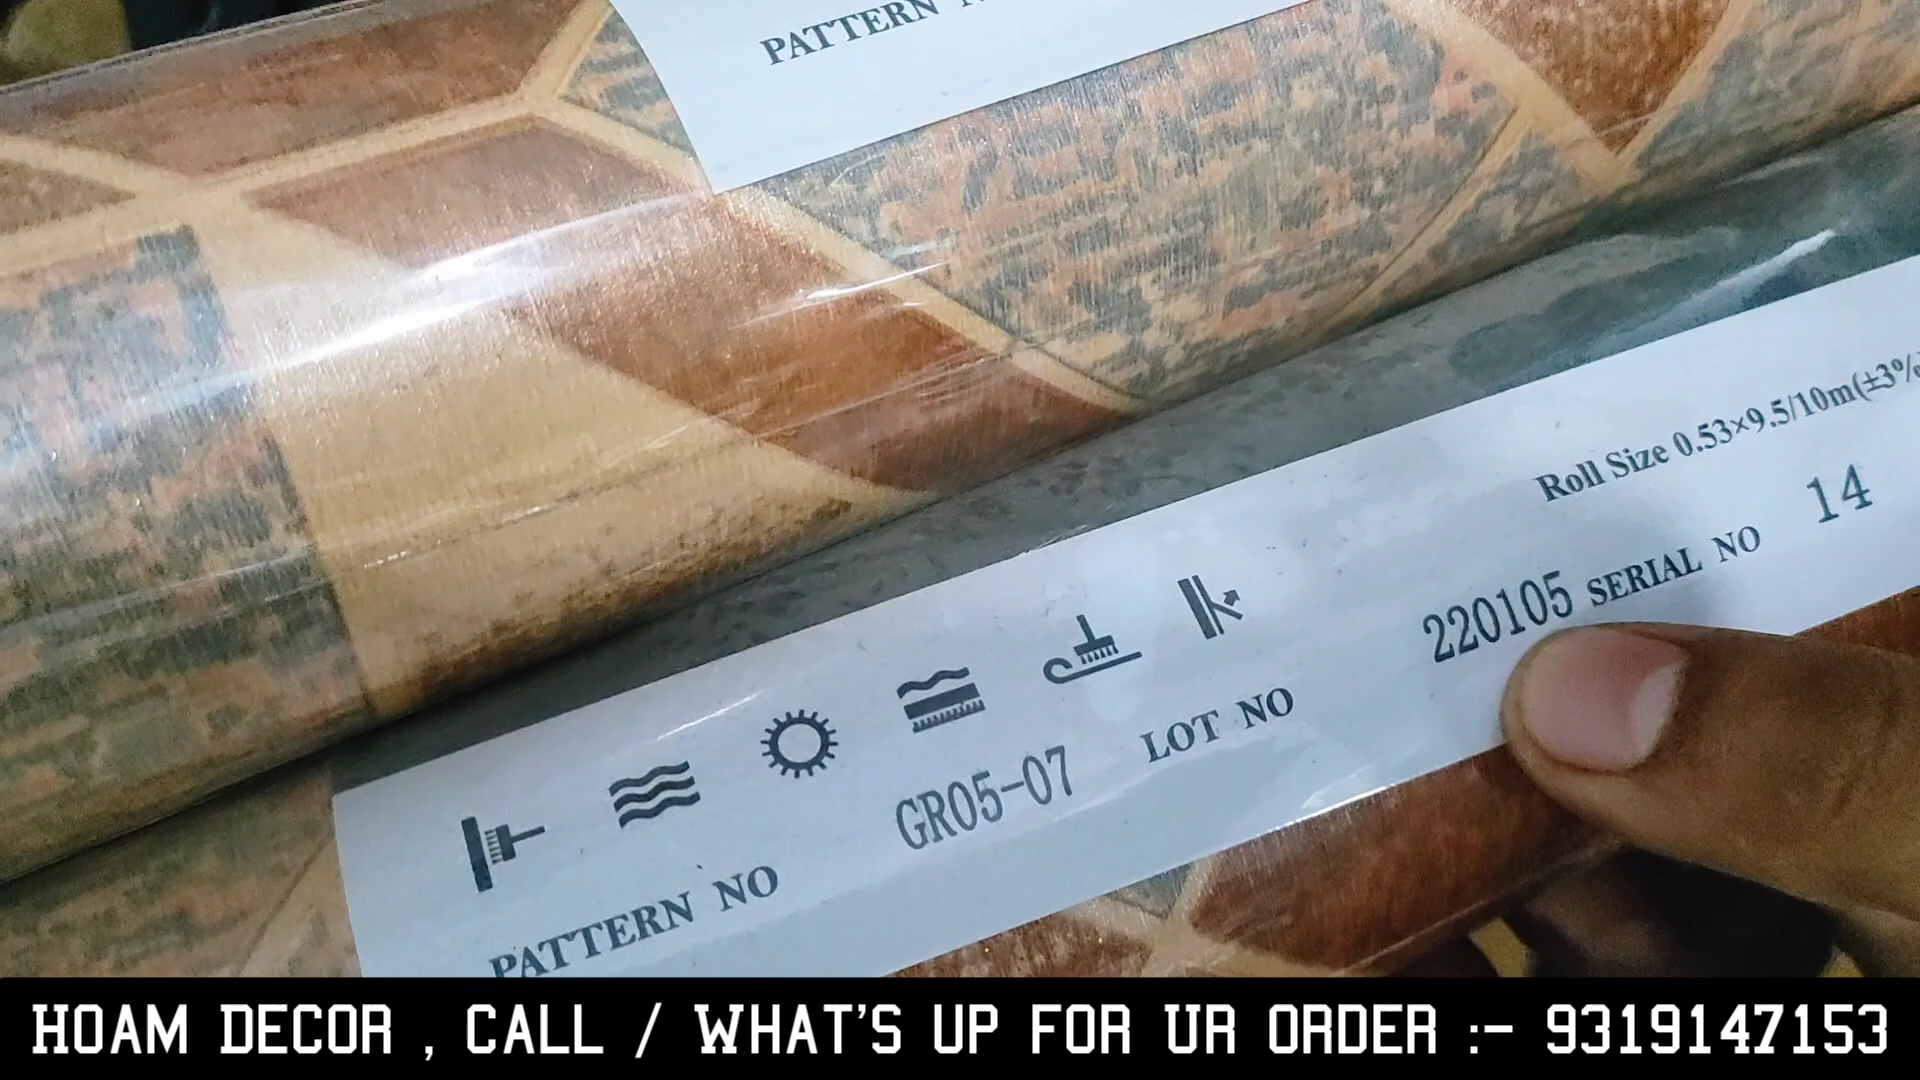 PATTERN
Roll Size 0.53×9.5/10m(±3%
PATTERN NO GR05-07 LOT NO 220105 SERIAL NO 14
HOAM DECOR , CALL / WHAT'S UP FOR UR ORDER :- 9319147153